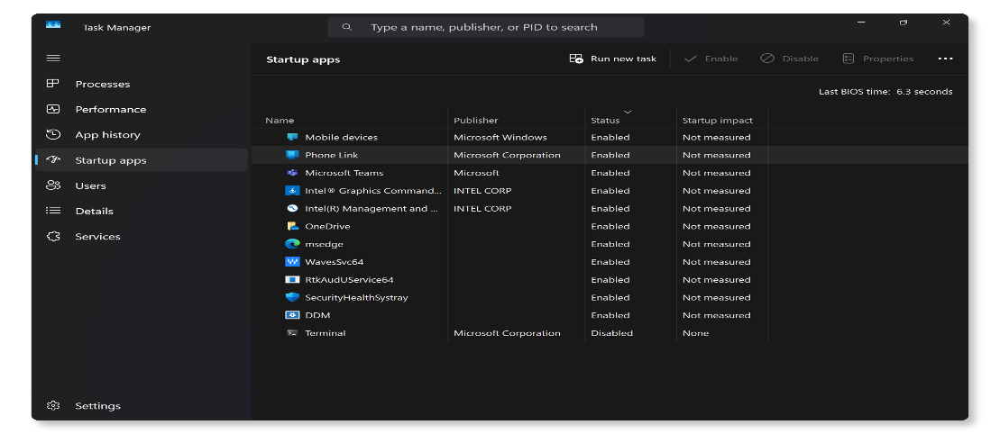 Task Manager
Type a name, publisher, or PID to search
Startup apps
Run new task
Enable
Disable
Properties
Processes
Performance
App history
Startup apps
Users
Details
Services
Settings
Last BIOS time: 6.3 seconds
Name Publisher Status Startup impact
Mobile devices Microsoft Windows Enabled Not measured
Phone Link Microsoft Corporation Enabled Not measured
Microsoft Teams Microsoft Enabled Not measured
Intel® Graphics Command... INTEL CORP Enabled Not measured
Intel(R) Management and ... INTEL CORP Enabled Not measured
OneDrive Enabled Not measured
msedge Enabled Not measured
WavesSvc64 Enabled Not measured
RtkAudUService64 Enabled Not measured
SecurityHealthSystray Enabled Not measured
DDM Enabled Not measured
Terminal Microsoft Corporation Disabled None